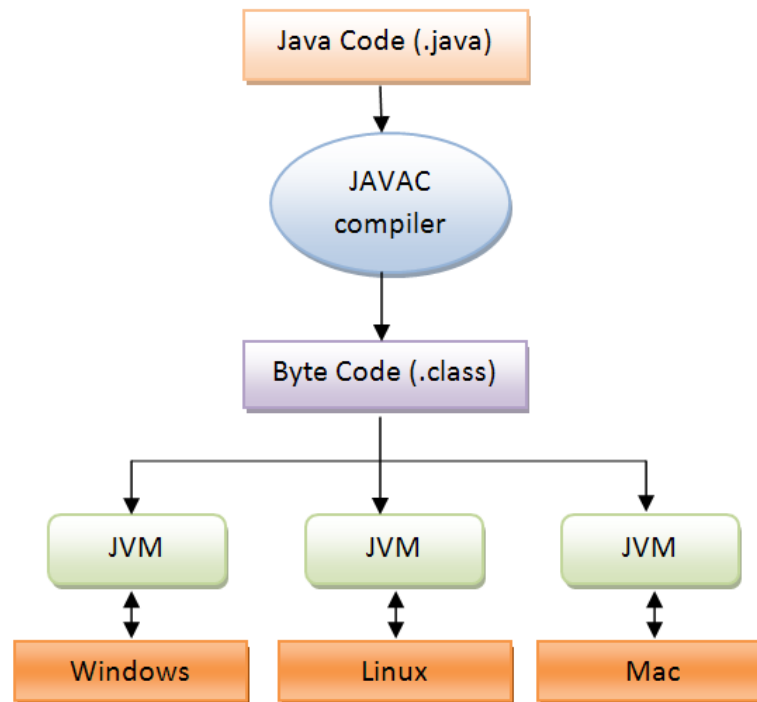 Java Code (.java)
JAVAC
compiler
Byte Code (.class)
JVM
JVM
JVM
Windows
Linux
Mac